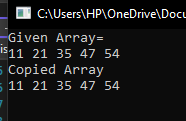 C:\Users\HP\OneDrive\Docu
Given Array=
11 21 35 47 54
Copied Array
11 21 35 47 54